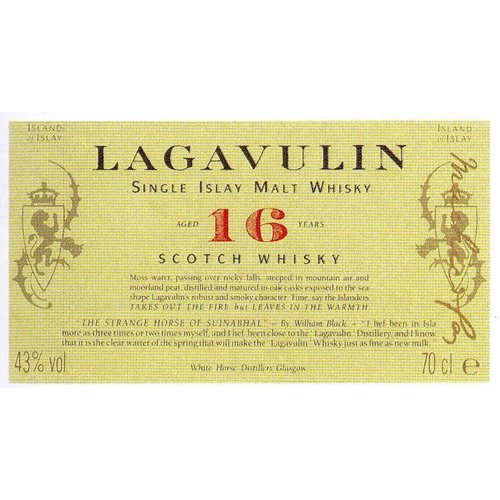 ISLAND of ISLAY
ISLAND of ISLAY
LAGAVULIN
SINGLE ISLAY MALT WHISKY
AGED 16 YEARS
SCOTCH WHISKY
Moss water, passing over rocky falls, steeped in mountain air and
moorland peat, distilled and matured in oak casks exposed to the sea
shape Lagavulin's robust and smoky character. Time, say the Islanders
TAKES OUT THE FIRE but LEAVES IN THE WARMTH
"THE STRANGE HORSE OF SUINABHAL" – By William Black. – "I hef been in Isla
more as three times or two times myself, and I hef been close to the 'Lagavulin' Distillery, and I know
that it is the clear watter of the spring that will make the 'Lagavulin' Whisky just as fine as new milk."
43% vol
White Horse Distillers Glasgow
70 cl e